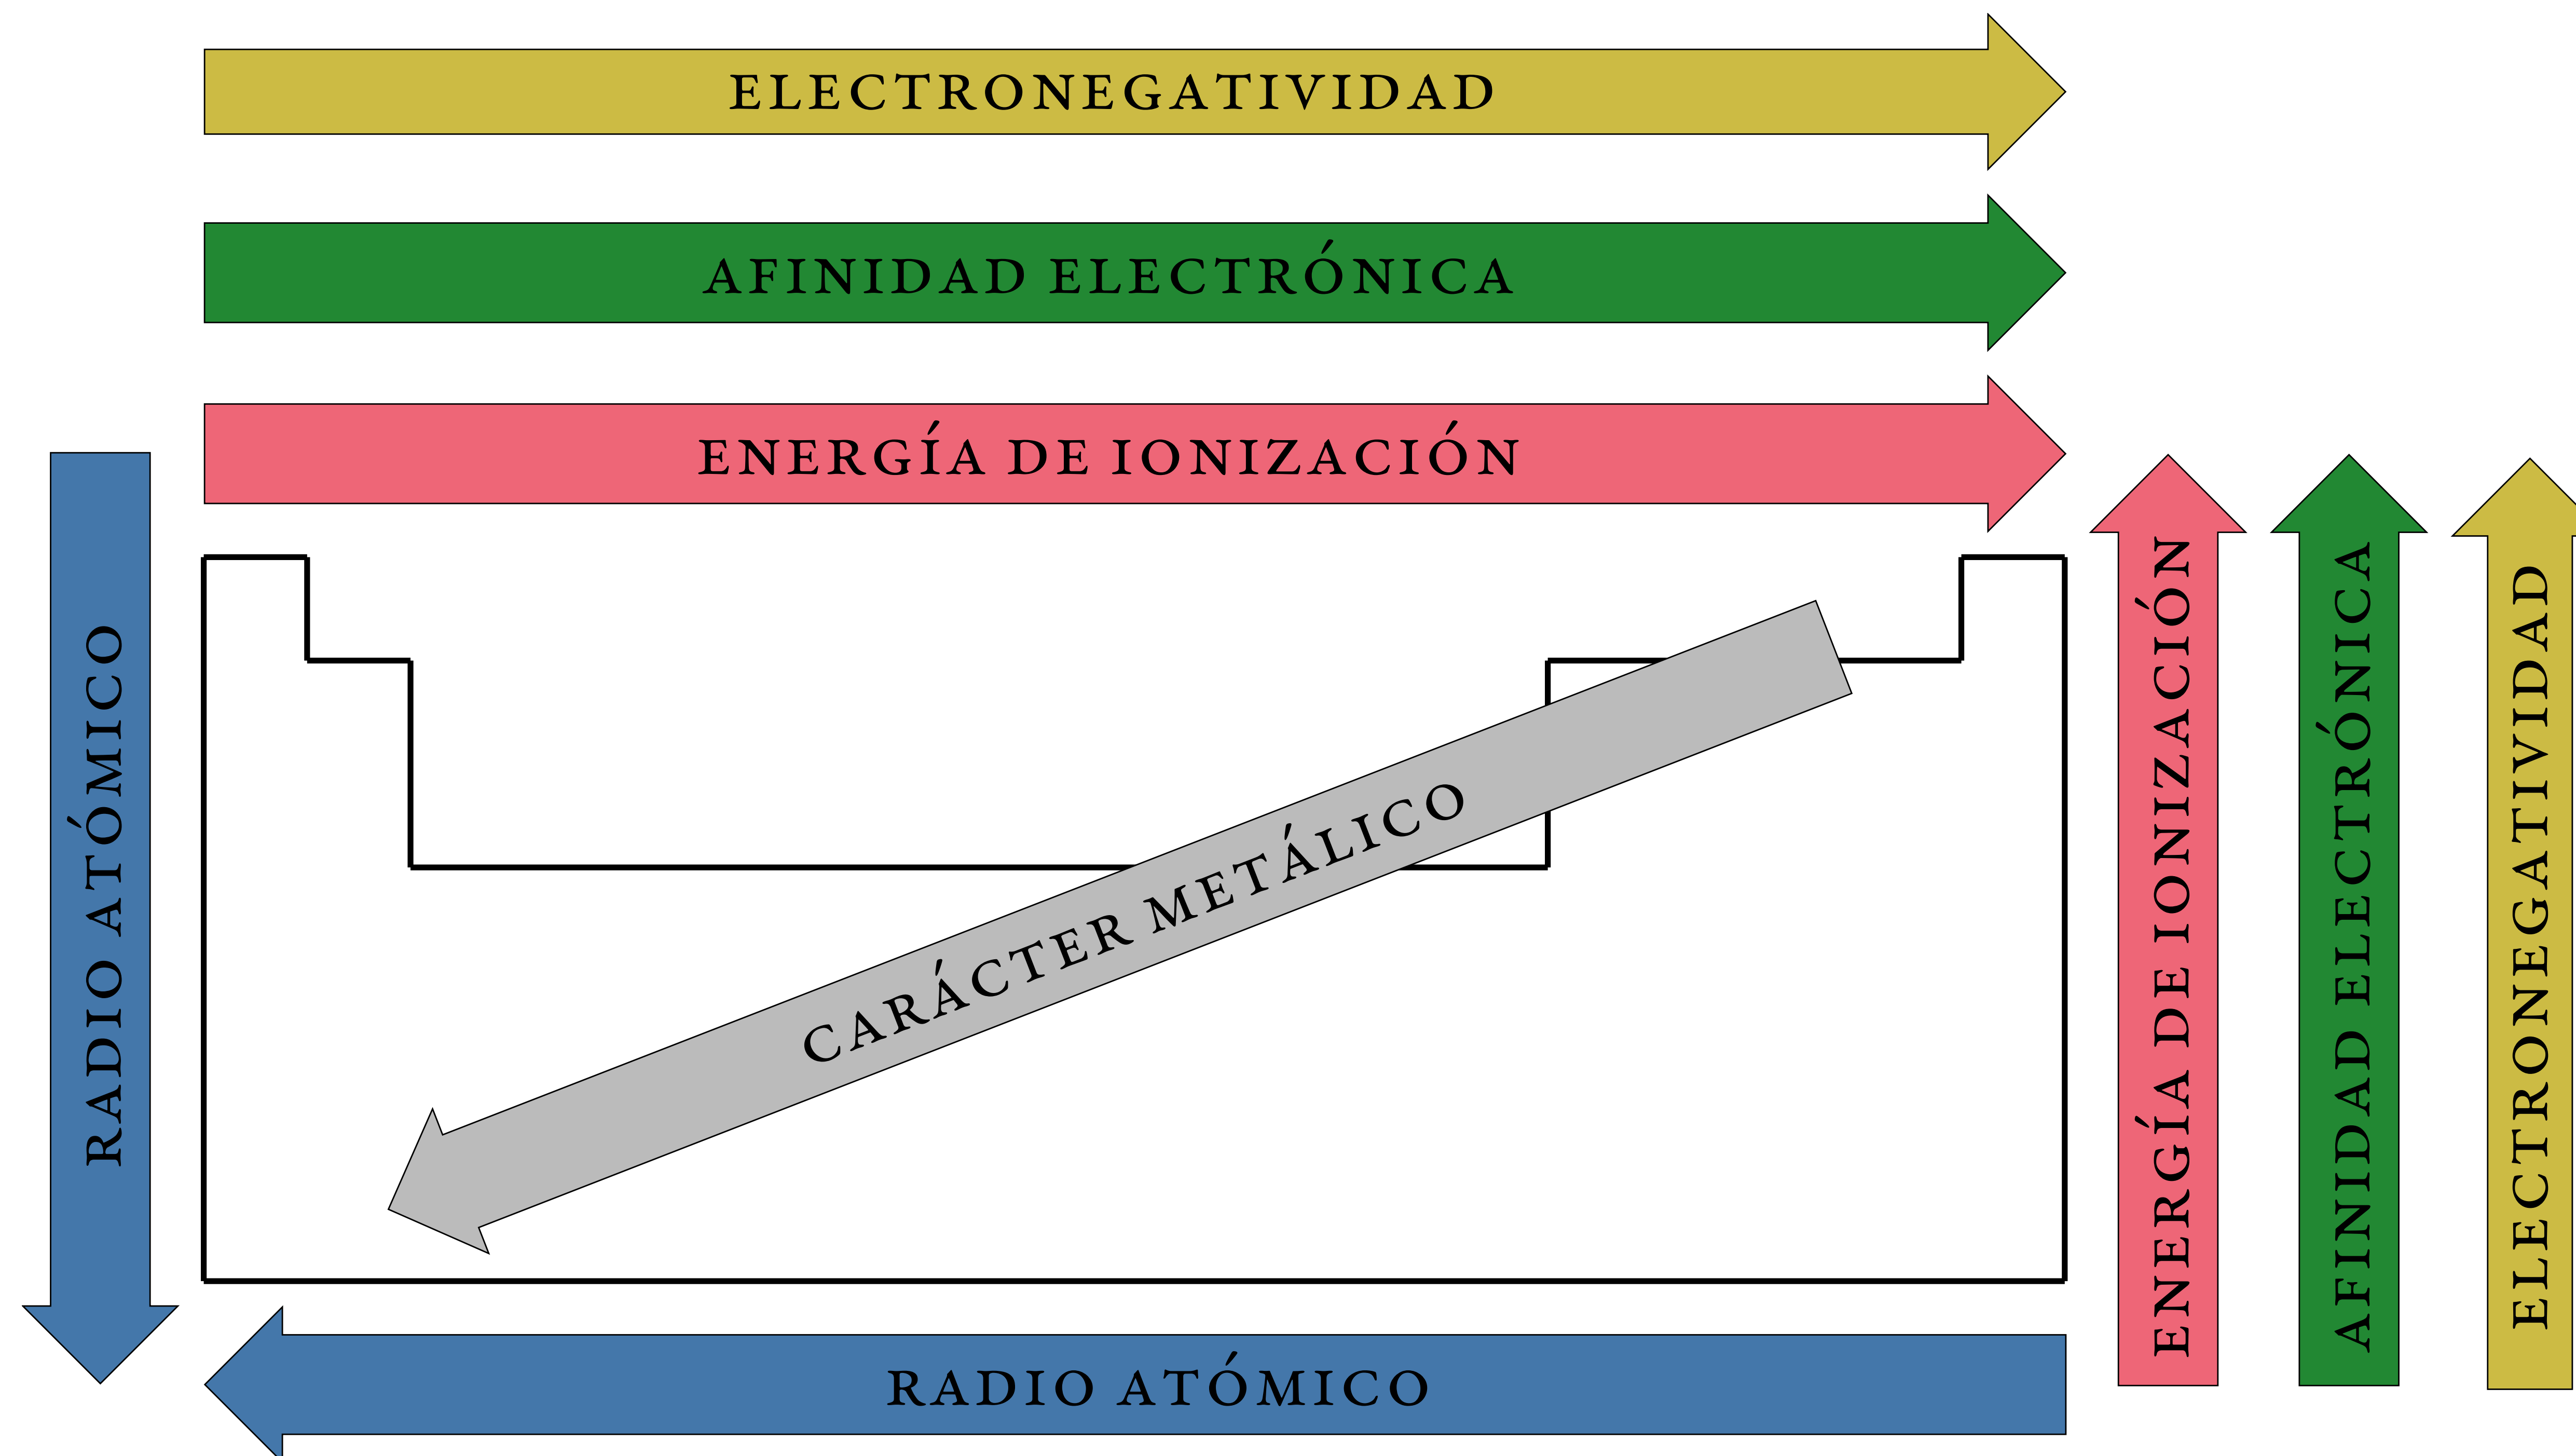 ELECTRONEGATIVIDAD
AFINIDAD ELECTRÓNICA
ENERGÍA DE IONIZACIÓN
RADIO ATÓMICO
CARÁCTER METÁLICO
ENERGÍA DE IONIZACIÓN
AFINIDAD ELECTRÓNICA
ELECTRONEGATIVIDAD
RADIO ATÓMICO